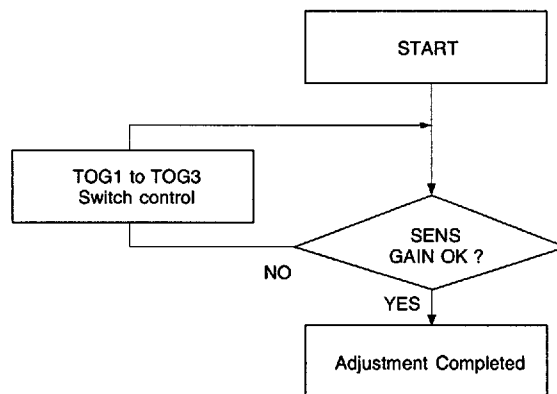 START
TOG1 to TOG3
Switch control
SENS
GAIN OK ?
NO
YES
Adjustment Completed